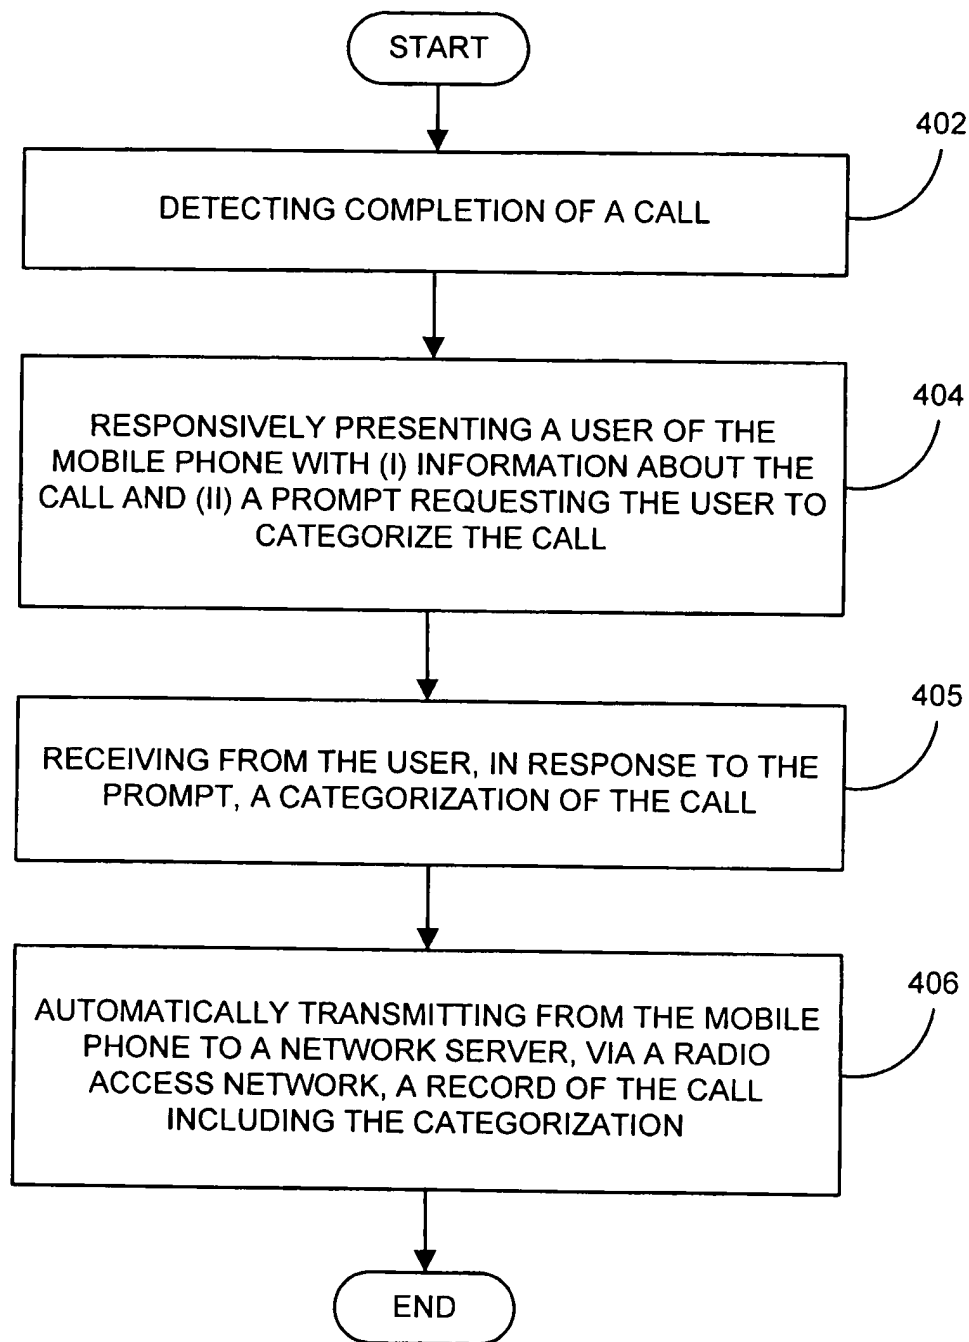 START
402
DETECTING COMPLETION OF A CALL
404
RESPONSIVELY PRESENTING A USER OF THE
MOBILE PHONE WITH (I) INFORMATION ABOUT THE
CALL AND (II) A PROMPT REQUESTING THE USER TO
CATEGORIZE THE CALL
405
RECEIVING FROM THE USER, IN RESPONSE TO THE
PROMPT, A CATEGORIZATION OF THE CALL
406
AUTOMATICALLY TRANSMITTING FROM THE MOBILE
PHONE TO A NETWORK SERVER, VIA A RADIO
ACCESS NETWORK, A RECORD OF THE CALL
INCLUDING THE CATEGORIZATION
END